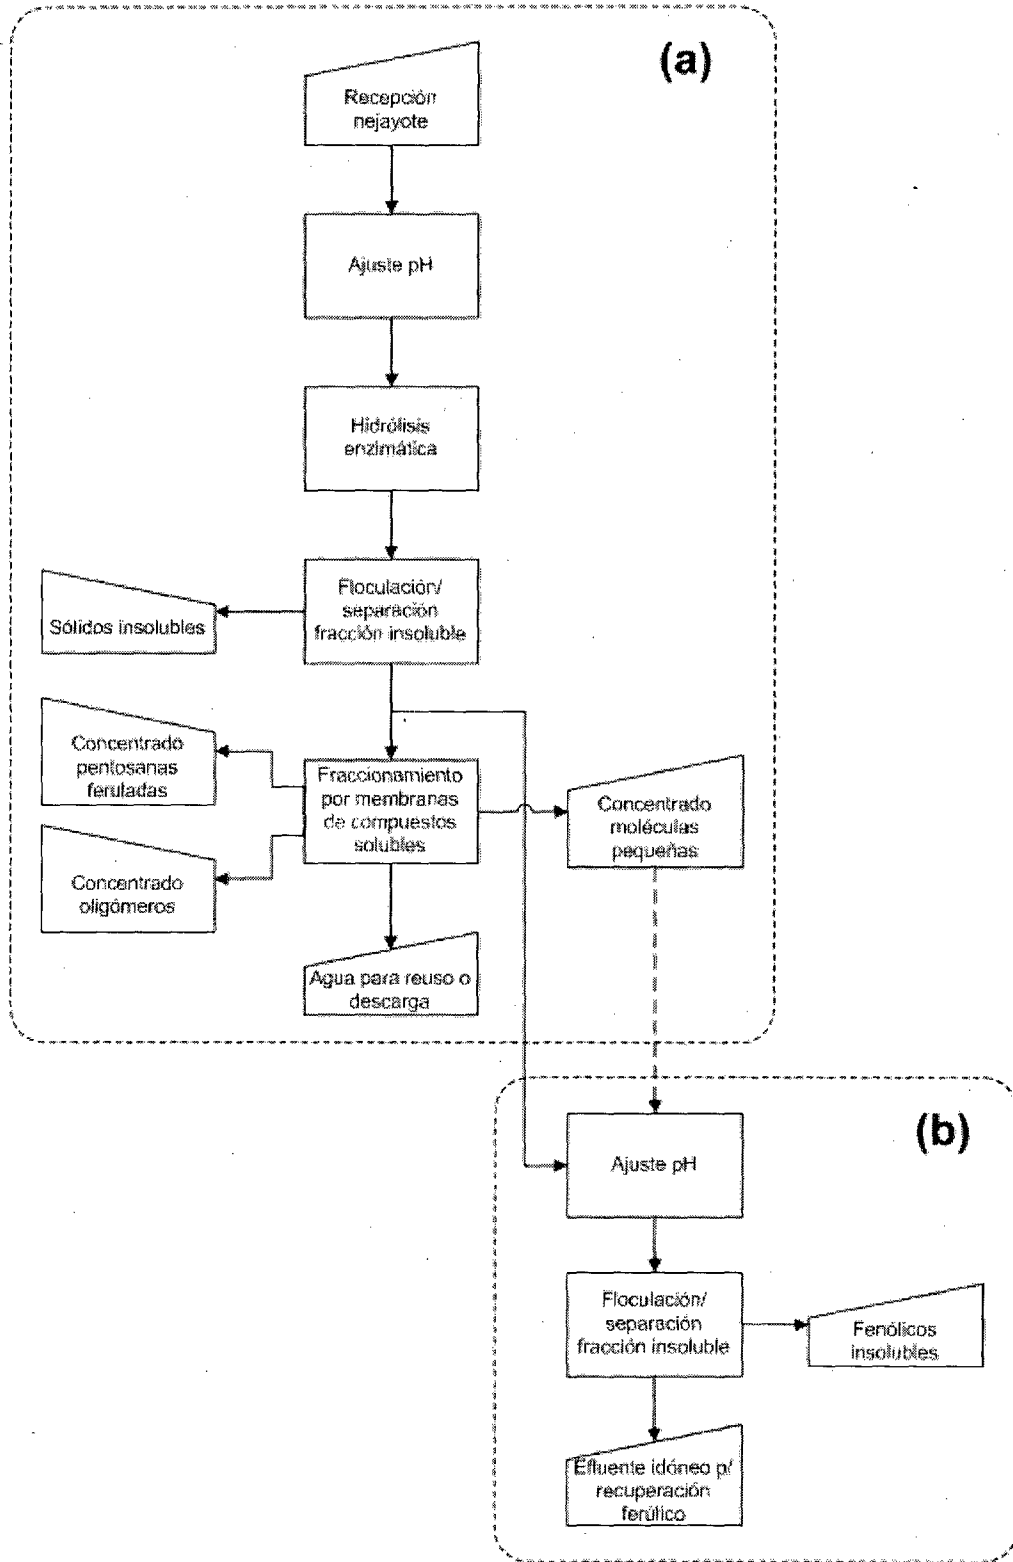 (a)
Recepción
nejayote
Ajuste pH
Hidrólisis
enzimática
Floculación/
separación
fracción insoluble
Sólidos insolubles
Concentrado
pentosanas
feruladas
Fraccionamiento
por membranas
de compuestos
solubles
Concentrado
moléculas
pequeñas
Concentrado
oligómeros
Agua para reuso o
descarga
(b)
Ajuste pH
Floculación/
separación
fracción insoluble
Fenólicos
insolubles
Efluente idóneo p/
recuperación
ferúlico